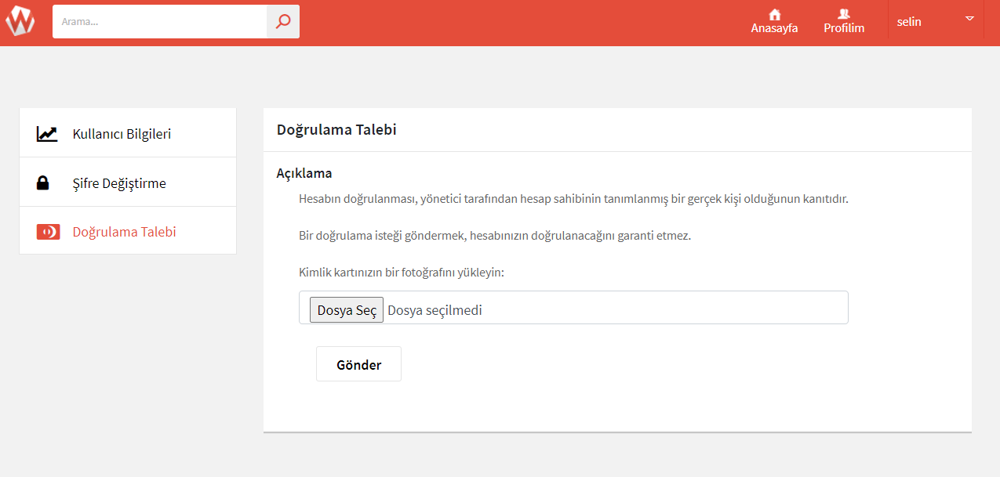 Arama...
Anasayfa
Profilim
selin
Kullanıcı Bilgileri
Şifre Değiştirme
Doğrulama Talebi
Doğrulama Talebi
Açıklama
Hesabın doğrulanması, yönetici tarafından hesap sahibinin tanımlanmış bir gerçek kişi olduğunun kanıtıdır.
Bir doğrulama isteği göndermek, hesabınızın doğrulanacağını garanti etmez.
Kimlik kartınızın bir fotoğrafını yükleyin:
Dosya Seç Dosya seçilmedi
Gönder